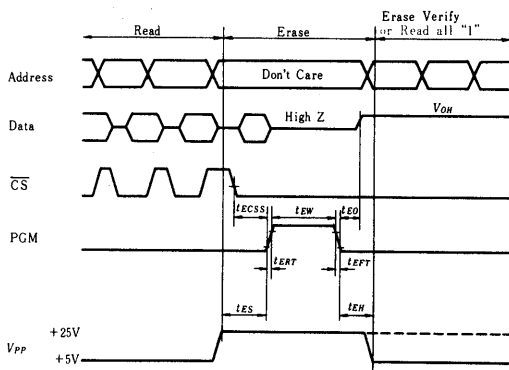 Erase Verify
Read Erase or Read all "1"
Address Don't Care
Data High Z VOH
CS
tECSS tEW tEO
PGM
tERT tEFT
tES tEH
+25V
VPP
+5V